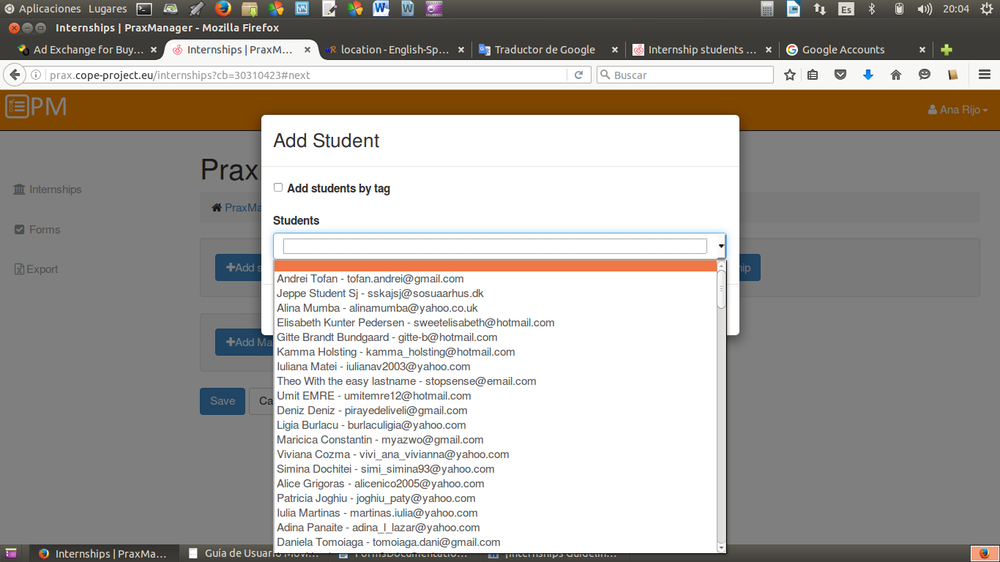 Aplicaciones Lugares Es 20:04
Internships | PraxManager - Mozilla Firefox
Ad Exchange for Buy... Internships | PraxM... location - English-Sp... Traductor de Google Internship students ... Google Accounts
prax.cope-project.eu/internships?cb=30310423#next Buscar
PM Ana Rijo
Add Student
Prax
Internships
Add students by tag
PraxMa
Students
Forms
Add s
ship
Export
Andrei Tofan - tofan.andrei@gmail.com
Jeppe Student Sj - sskajsj@sosuaarhus.dk
Alina Mumba - alinamumba@yahoo.co.uk
Elisabeth Kunter Pedersen - sweetelisabeth@hotmail.com
Gitte Brandt Bundgaard - gitte-b@hotmail.com
Add Ma
Kamma Holsting - kamma_holsting@hotmail.com
Iuliana Matei - iulianav2003@yahoo.com
Theo With the easy lastname - stopsense@email.com
Umit EMRE - umitemre12@hotmail.com
Save Ca
Deniz Deniz - pirayedeliveli@gmail.com
Ligia Burlacu - burlaculigia@yahoo.com
Maricica Constantin - myazwo@gmail.com
Viviana Cozma - vivi_ana_vivianna@yahoo.com
Simina Dochitei - simi_simina93@yahoo.com
Alice Grigoras - alicenico2005@yahoo.com
Patricia Joghiu - joghiu_paty@yahoo.com
Iulia Martinas - martinas.iulia@yahoo.com
Adina Panaite - adina_l_lazar@yahoo.com
Daniela Tomoiaga - tomoiaga.dani@gmail.com
Internships | PraxMa... Guía de Usuario Movi... FormsDocumentatio... [Internships Guidelin...